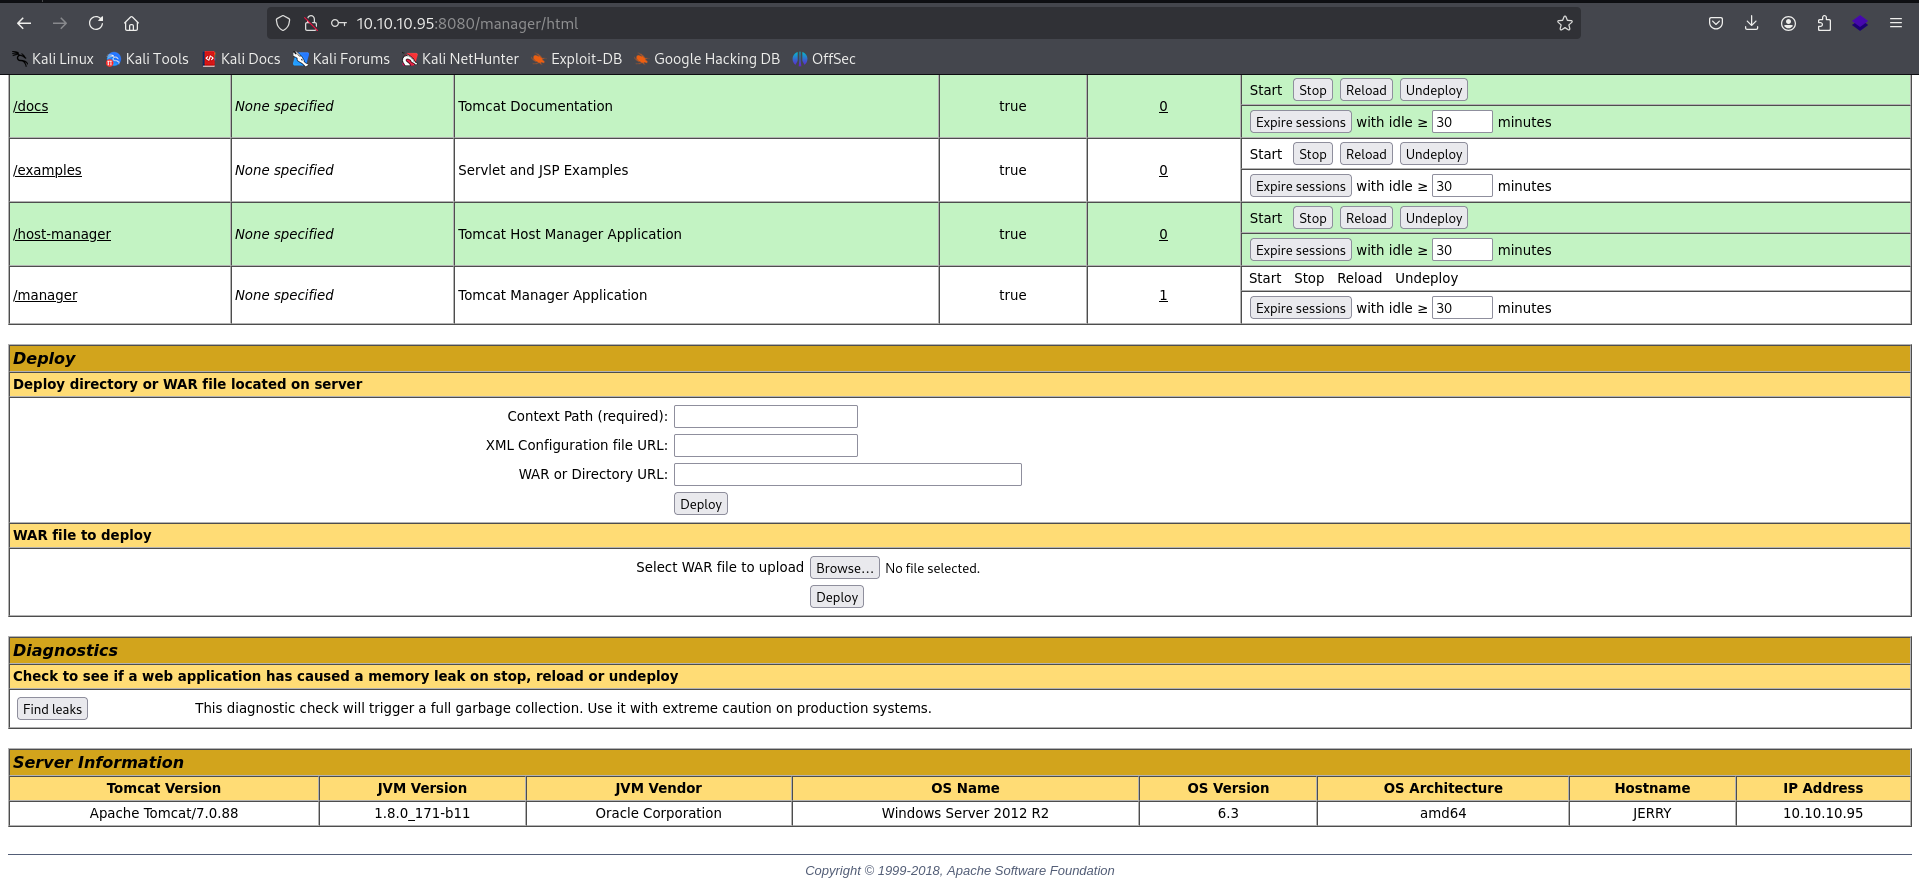 10.10.10.95:8080/manager/html
Kali Linux Kali Tools Kali Docs Kali Forums Kali NetHunter Exploit-DB Google Hacking DB OffSec
/docs None specified Tomcat Documentation true 0 Start Stop Reload Undeploy
Expire sessions with idle ≥ 30 minutes
/examples None specified Servlet and JSP Examples true 0 Start Stop Reload Undeploy
Expire sessions with idle ≥ 30 minutes
/host-manager None specified Tomcat Host Manager Application true 0 Start Stop Reload Undeploy
Expire sessions with idle ≥ 30 minutes
/manager None specified Tomcat Manager Application true 1 Start Stop Reload Undeploy
Expire sessions with idle ≥ 30 minutes
Deploy
Deploy directory or WAR file located on server
Context Path (required):
XML Configuration file URL:
WAR or Directory URL:
Deploy
WAR file to deploy
Select WAR file to upload Browse... No file selected.
Deploy
Diagnostics
Check to see if a web application has caused a memory leak on stop, reload or undeploy
Find leaks This diagnostic check will trigger a full garbage collection. Use it with extreme caution on production systems.
Server Information
Tomcat Version JVM Version JVM Vendor OS Name OS Version OS Architecture Hostname IP Address
Apache Tomcat/7.0.88 1.8.0_171-b11 Oracle Corporation Windows Server 2012 R2 6.3 amd64 JERRY 10.10.10.95
Copyright © 1999-2018, Apache Software Foundation